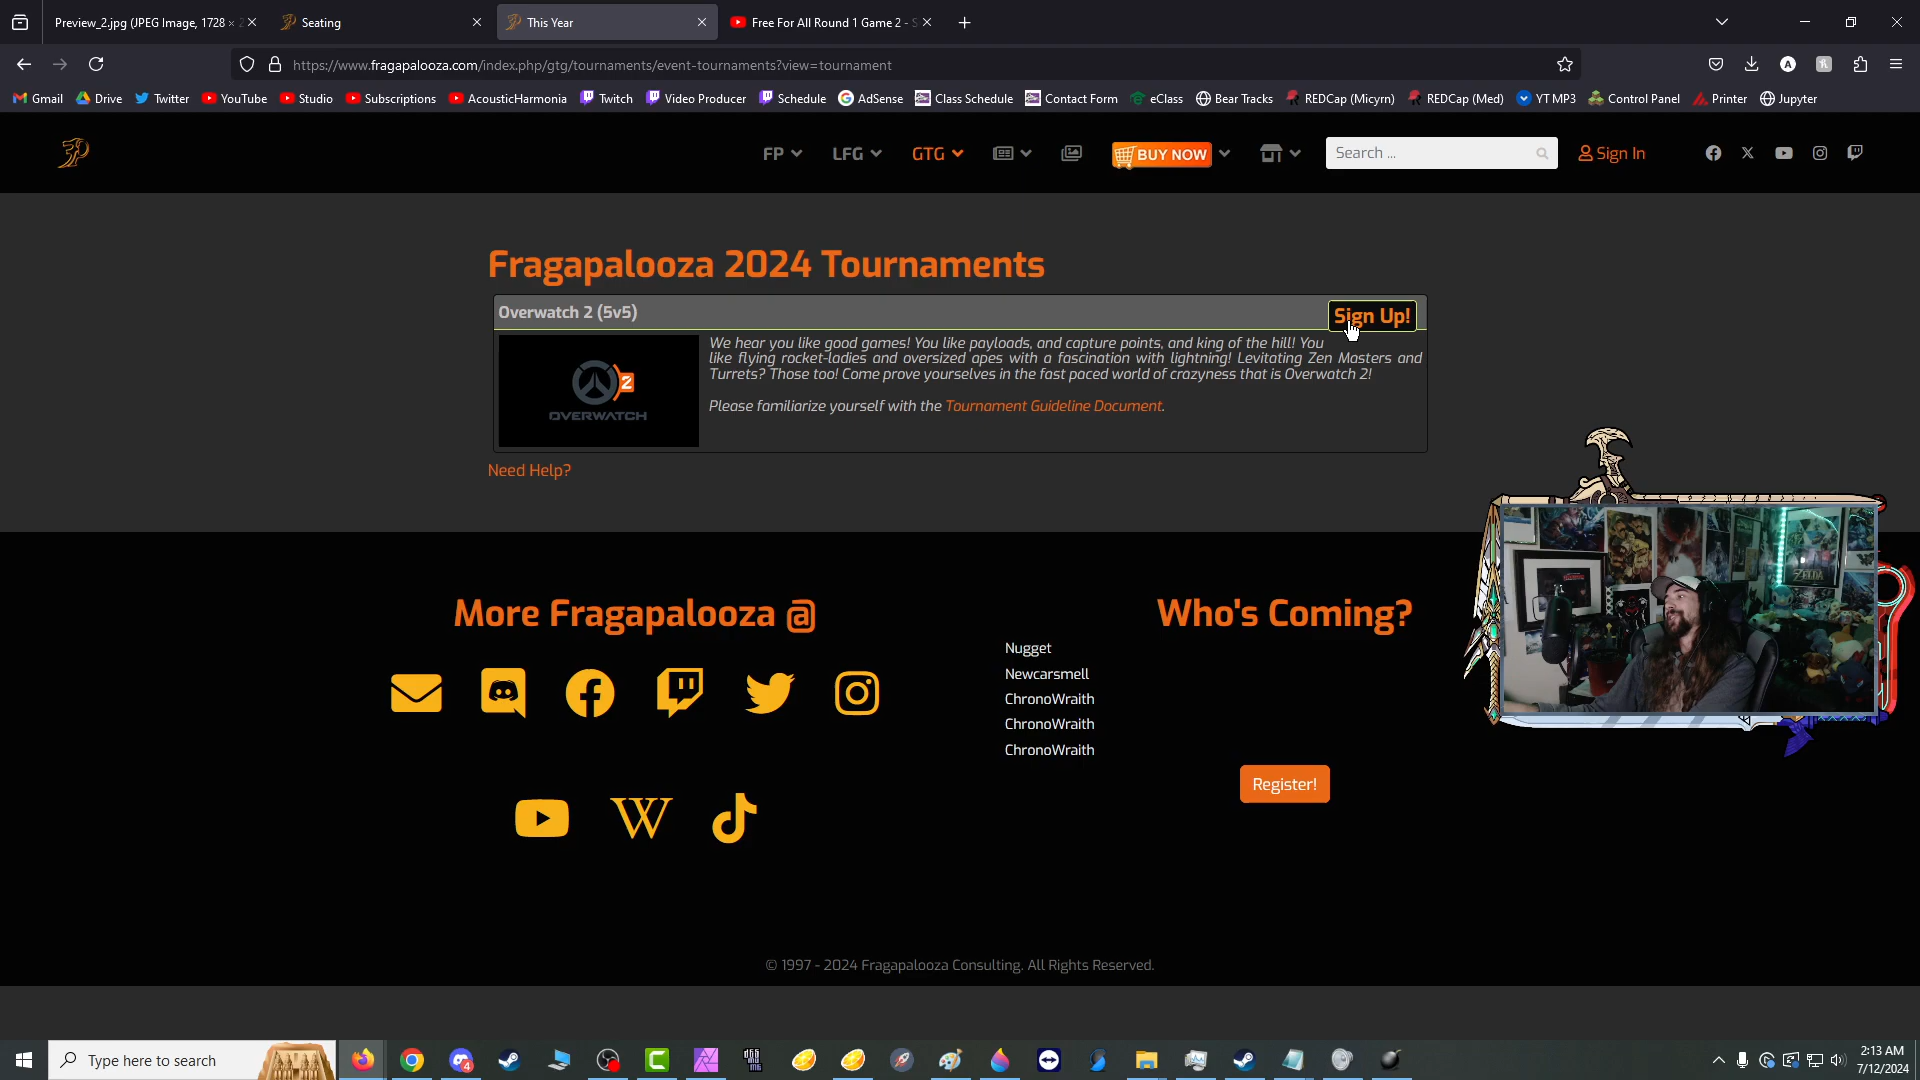 Preview_2.jpg (JPEG Image, 1728 × 2
Seating
This Year
Free For All Round 1 Game 2 - S
https://www.fragapalooza.com/index.php/gtg/tournaments/event-tournaments?view=tournament
Gmail
Drive
Twitter
YouTube
Studio
Subscriptions
AcousticHarmonia
Twitch
Video Producer
Schedule
AdSense
Class Schedule
Contact Form
eClass
Bear Tracks
REDCap (Micyrn)
REDCap (Med)
YT MP3
Control Panel
Printer
Jupyter
FP
LFG
GTG
BUY NOW
Search ...
Sign In
Fragapalooza 2024 Tournaments
Overwatch 2 (5v5)
Sign Up!
We hear you like good games! You like payloads, and capture points, and king of the hill! You
like flying rocket-ladies and oversized apes with a fascination with lightning! Levitating Zen Masters and
Turrets? Those too! Come prove yourselves in the fast paced world of crazyness that is Overwatch 2!
2
OVERWATCH
Please familiarize yourself with the Tournament Guideline Document.
Need Help?
More Fragapalooza @
Who's Coming?
Nugget
Newcarsmell
ChronoWraith
ChronoWraith
ChronoWraith
Register!
ZELDA
© 1997 - 2024 Fragapalooza Consulting. All Rights Reserved.
Type here to search
4
2:13 AM
7/12/2024